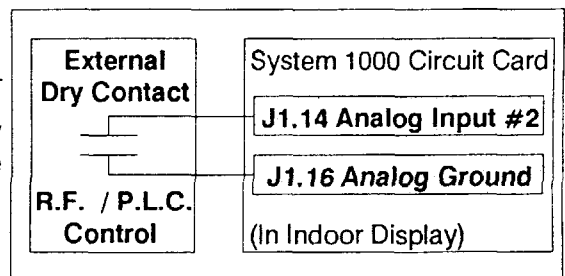 External
Dry Contact
R.F. / P.L.C.
Control
System 1000 Circuit Card
J1.14 Analog Input #2
J1.16 Analog Ground
(In Indoor Display)